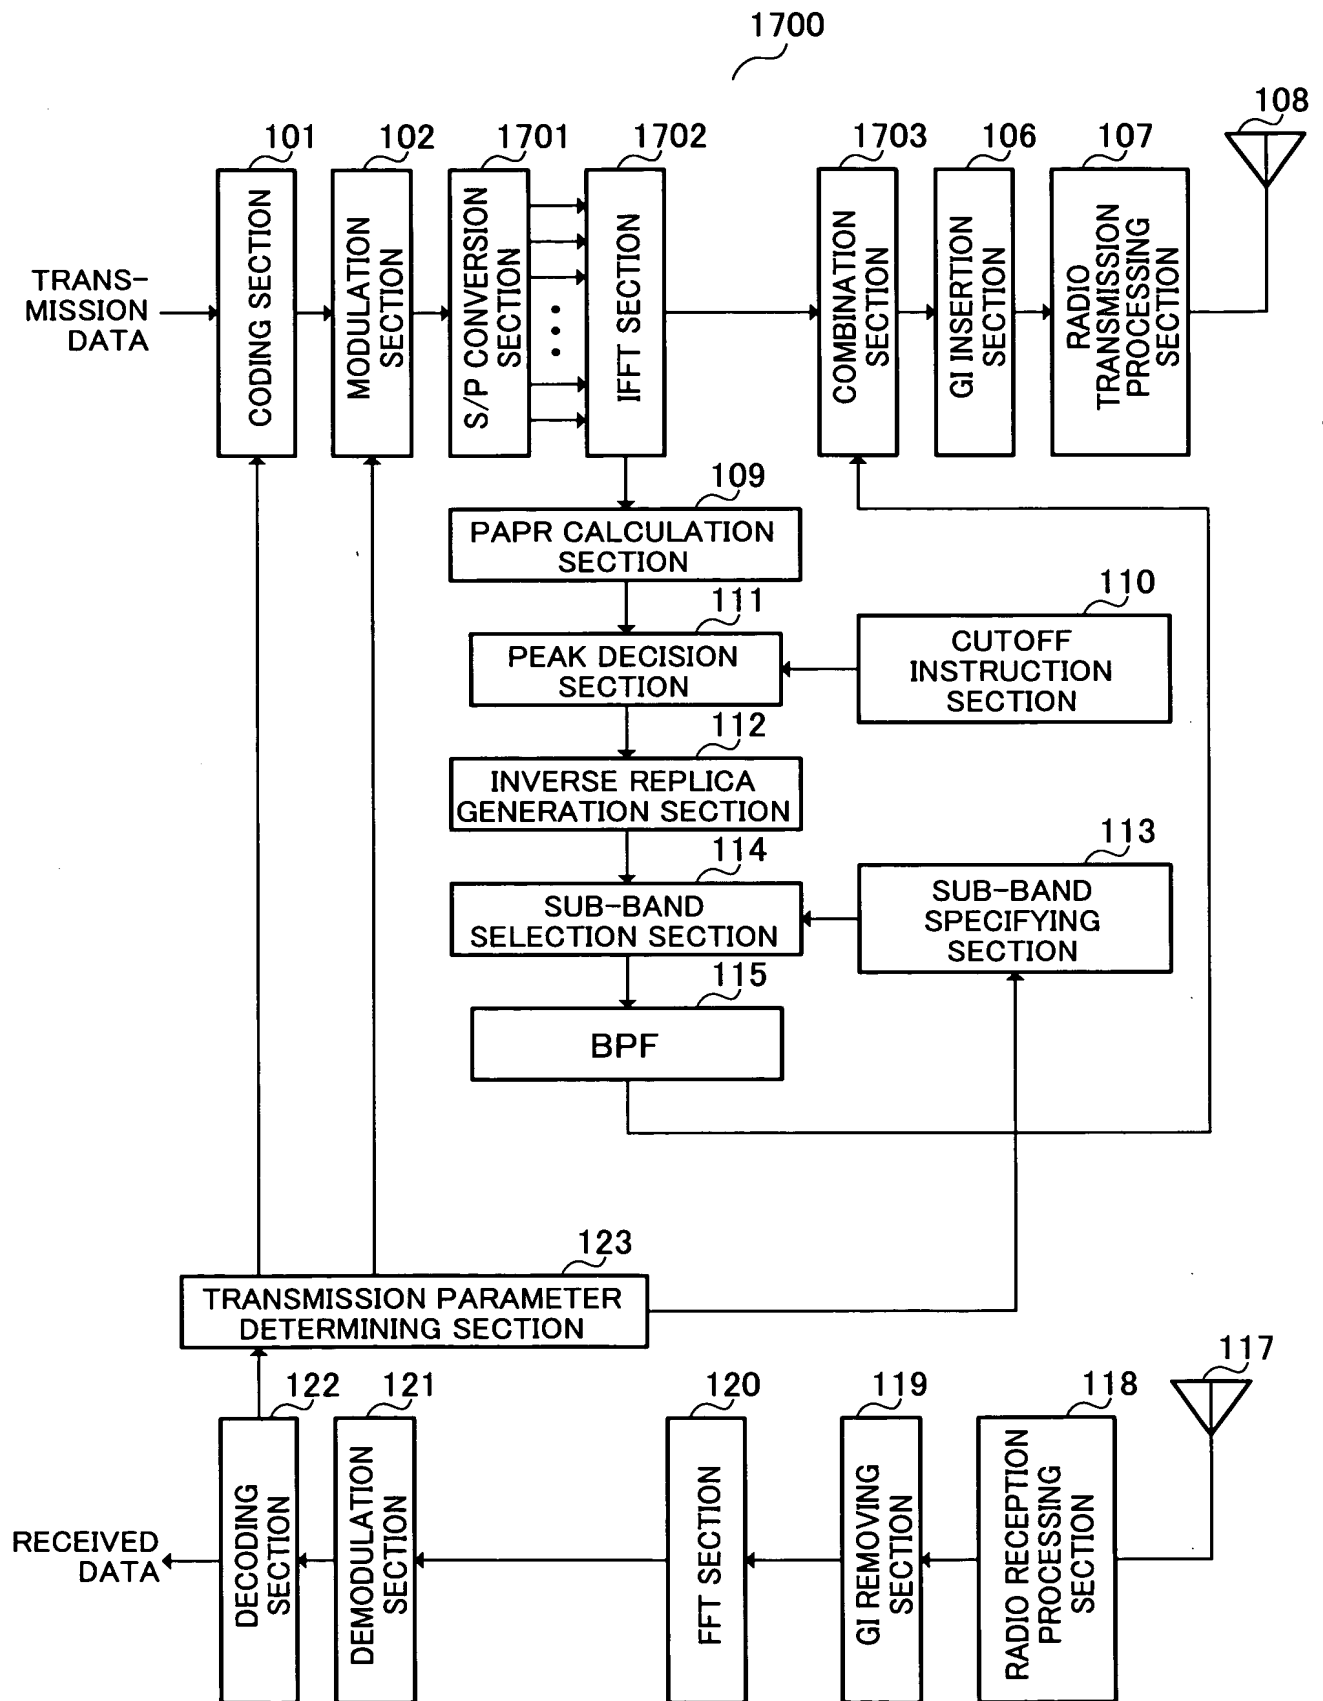 1700
101
102
1701
1702
1703
106
107
108
TRANS-
MISSION
DATA
CODING SECTION
MODULATION
SECTION
S/P CONVERSION
SECTION
IFFT SECTION
COMBINATION
SECTION
GI INSERTION
SECTION
RADIO
TRANSMISSION
PROCESSING
SECTION
109
PAPR CALCULATION
SECTION
111
PEAK DECISION
SECTION
110
CUTOFF
INSTRUCTION
SECTION
112
INVERSE REPLICA
GENERATION SECTION
114
SUB-BAND
SELECTION SECTION
113
SUB-BAND
SPECIFYING
SECTION
115
BPF
123
TRANSMISSION PARAMETER
DETERMINING SECTION
122
121
120
119
118
117
RECEIVED
DATA
DECODING
SECTION
DEMODULATION
SECTION
FFT SECTION
GI REMOVING
SECTION
RADIO RECEPTION
PROCESSING
SECTION